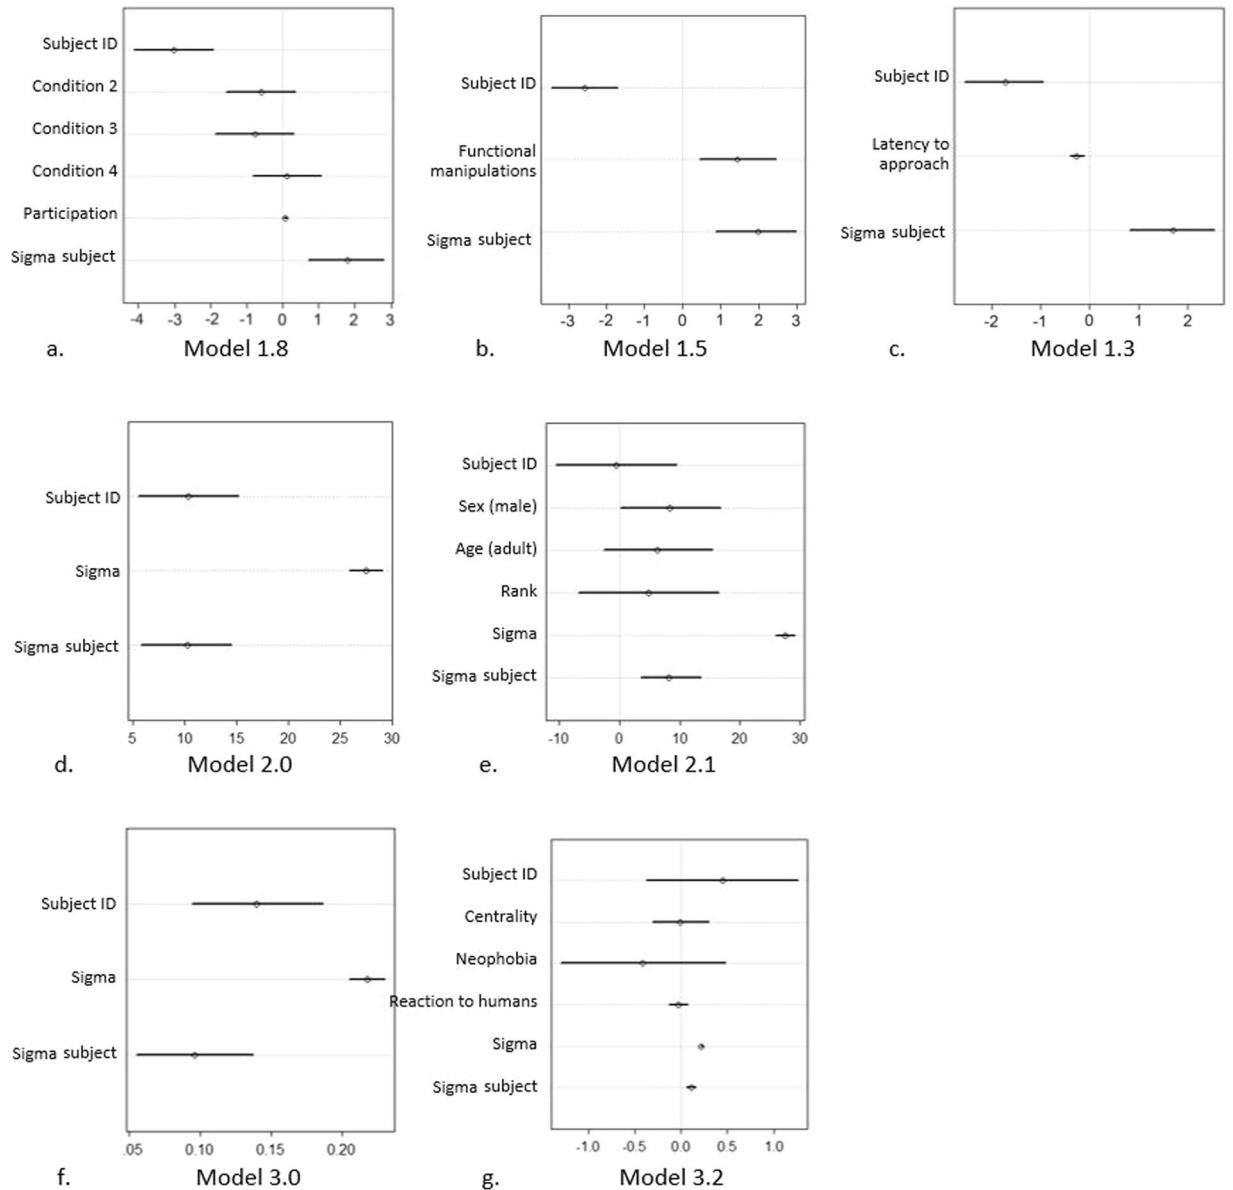 Subject ID
Condition 2
Condition 3
Condition 4
Participation
Sigma subject
-4 -3 -2 -1 0 1 2 3
a. Model 1.8
Subject ID
Functional
manipulations
Sigma subject
-3 -2 -1 0 1 2 3
b. Model 1.5
Subject ID
Latency to
approach
Sigma subject
-2 -1 0 1 2
c. Model 1.3
Subject ID
Sigma
Sigma subject
5 10 15 20 25 30
d. Model 2.0
Subject ID
Sex (male)
Age (adult)
Rank
Sigma
Sigma subject
-10 0 10 20 30
e. Model 2.1
Subject ID
Sigma
Sigma subject
.05 0.10 0.15 0.20
f. Model 3.0
Subject ID
Centrality
Neophobia
Reaction to humans
Sigma
Sigma subject
-1.0 -0.5 0.0 0.5 1.0
g. Model 3.2